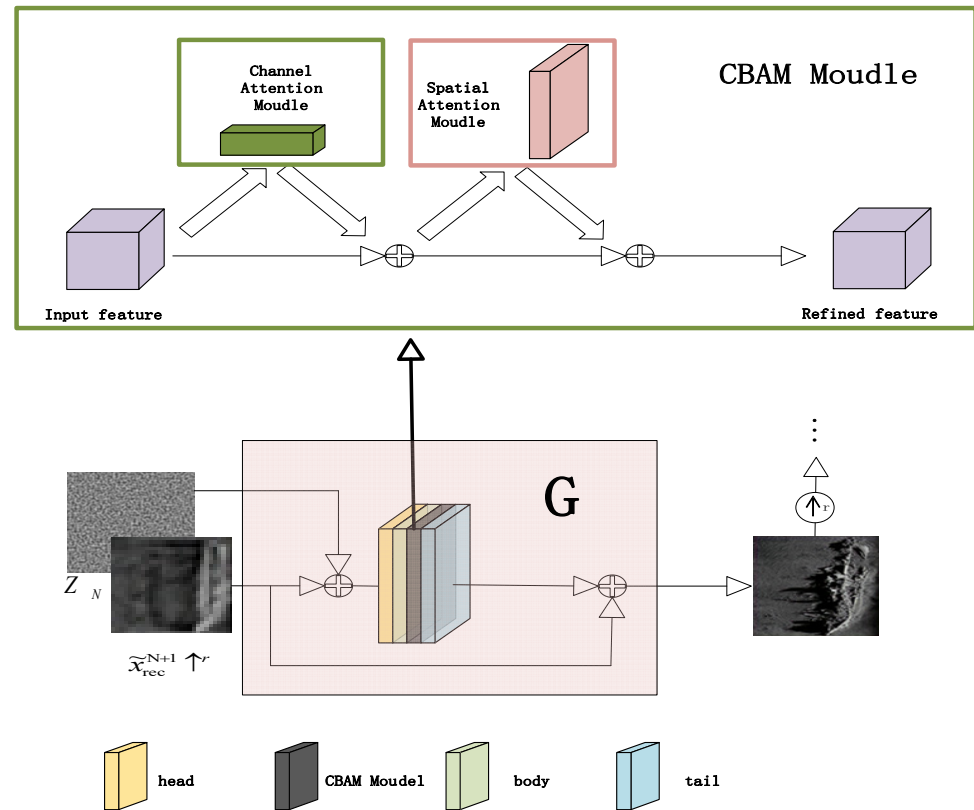 Channel
Attention
Moudle
Spatial
Attention
Moudle
CBAM Moudle
Input feature
Refined feature
G
Z N
r
x̃ N+1 rec ↑r
head
CBAM Moudel
body
tail